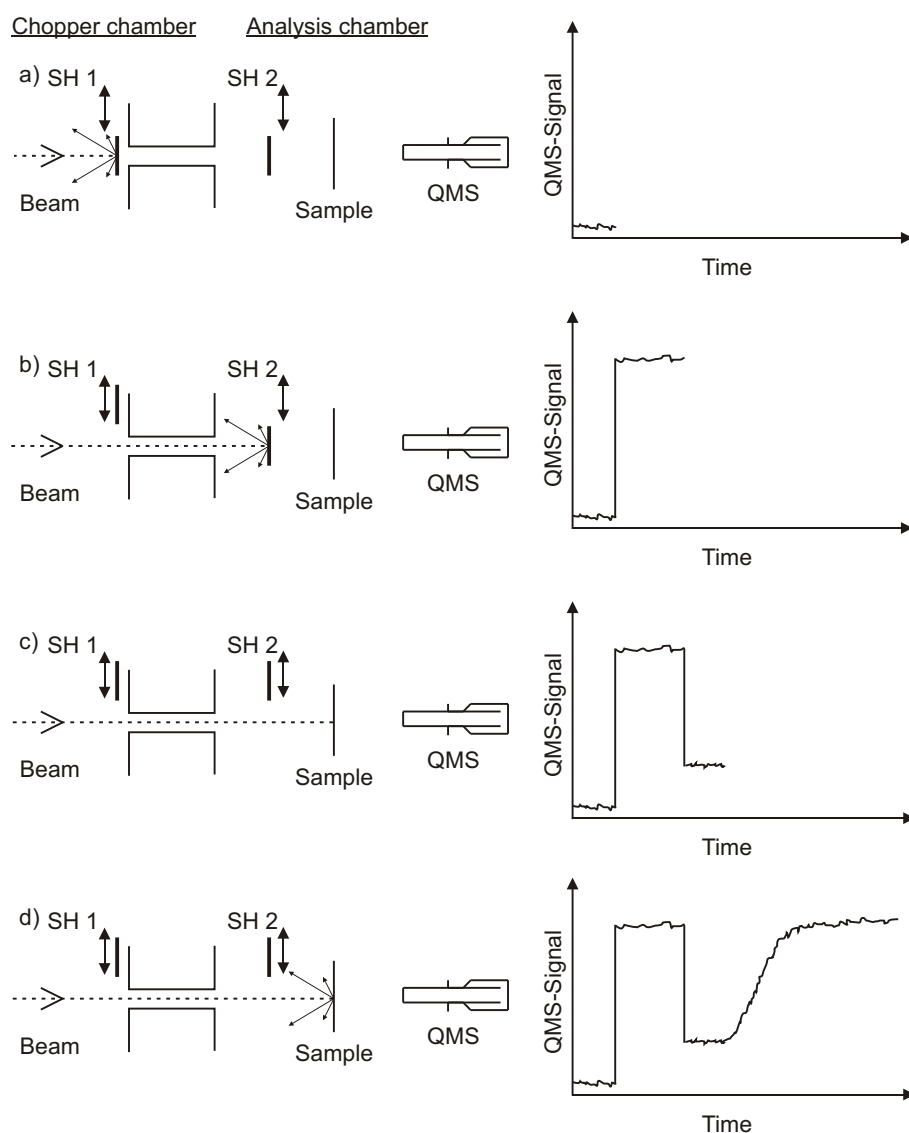 Chopper chamber Analysis chamber
a) SH 1 SH 2
Beam
Sample
QMS
QMS-Signal
Time
b) SH 1 SH 2
Beam
Sample
QMS
QMS-Signal
Time
c) SH 1 SH 2
Beam
Sample
QMS
QMS-Signal
Time
d) SH 1 SH 2
Beam
Sample
QMS
QMS-Signal
Time